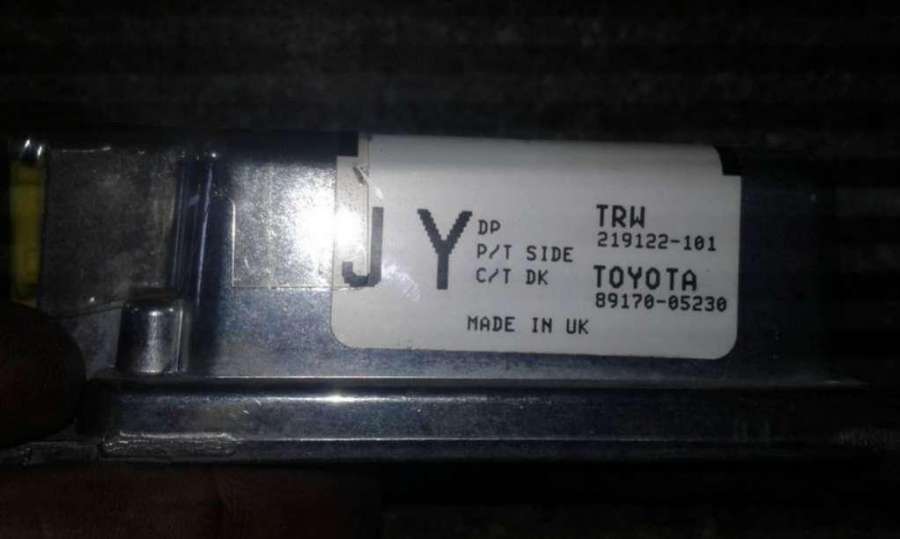 J Y
DP
P/T SIDE
C/T DK
TRW
219122-101
TOYOTA
89170-05230
MADE IN UK